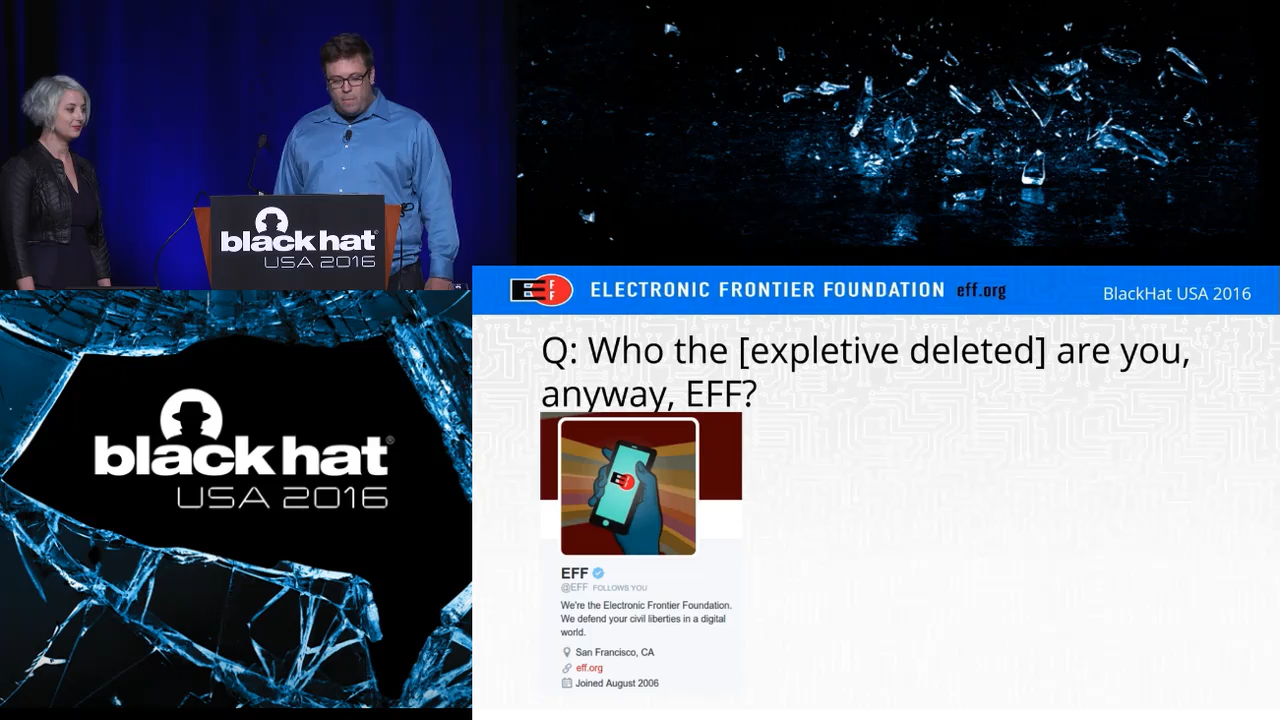 black hat
USA 2016
EFF
ELECTRONIC FRONTIER FOUNDATION eff.org
BlackHat USA 2016
Q: Who the [expletive deleted] are you,
anyway, EFF?
black hat®
USA 2016
EFF
EFF
@EFF FOLLOWS YOU
We're the Electronic Frontier Foundation.
We defend your civil liberties in a digital
world.
San Francisco, CA
eff.org
Joined August 2006